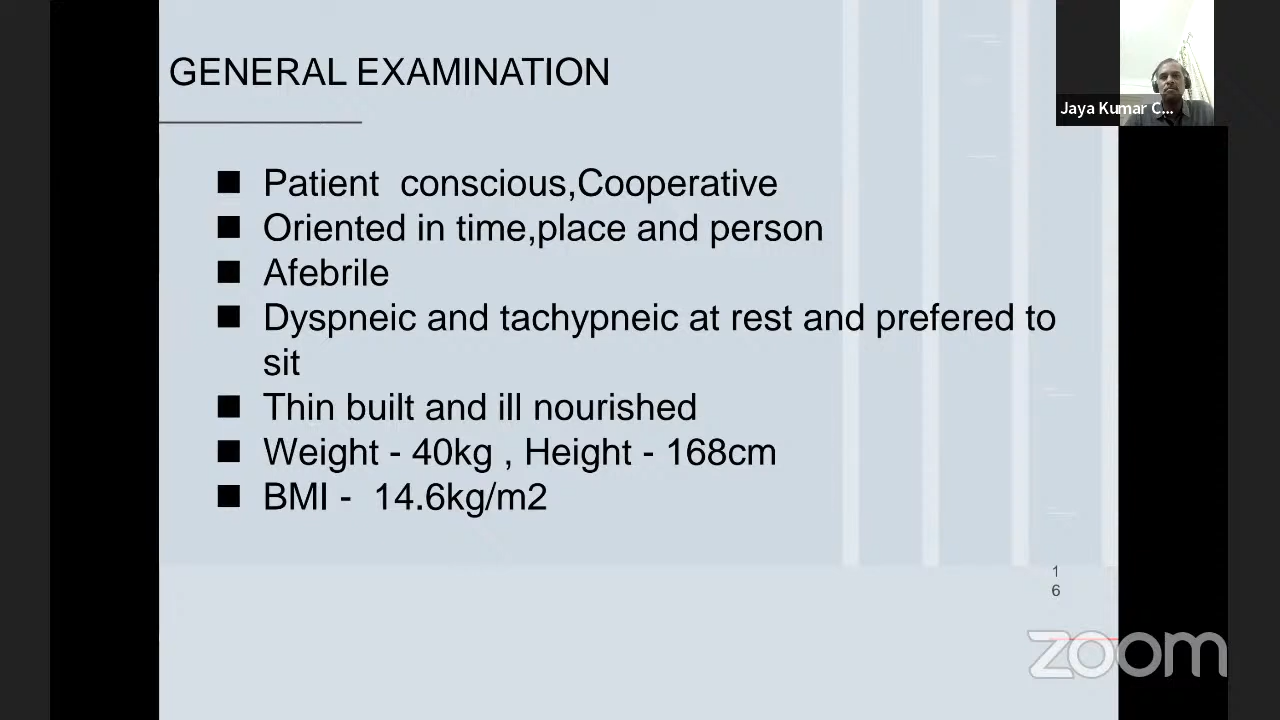 GENERAL EXAMINATION
Jaya Kumar C...
Patient conscious,Cooperative
Oriented in time,place and person
Afebrile
Dyspneic and tachypneic at rest and prefered to
sit
Thin built and ill nourished
Weight - 40kg , Height - 168cm
BMI - 14.6kg/m2
1
6
zoom